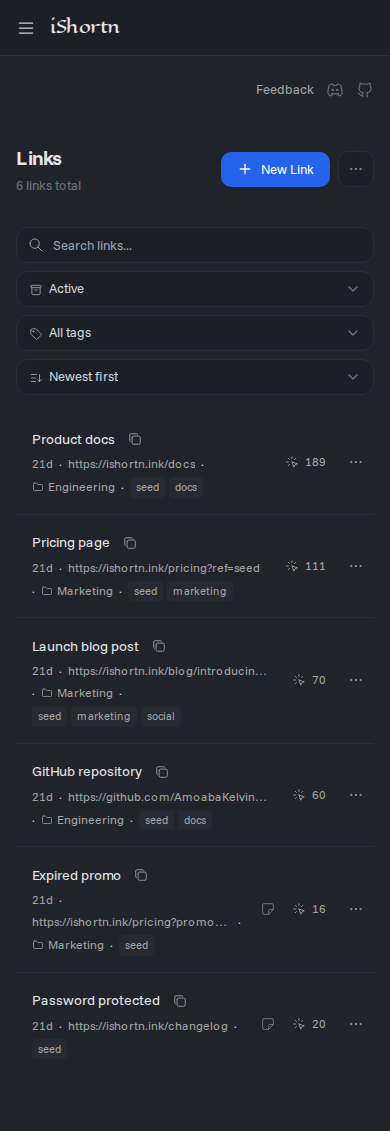 iShortn
Feedback
Links
6 links total
New Link
Search links...
Active
All tags
Newest first
Product docs
21d · https://ishortn.ink/docs ·
Engineering · seed docs
189
Pricing page
21d · https://ishortn.ink/pricing?ref=seed
· Marketing · seed marketing
111
Launch blog post
21d · https://ishortn.ink/blog/introducin...
· Marketing ·
seed marketing social
70
GitHub repository
21d · https://github.com/AmoabaKelvin...
· Engineering · seed docs
60
Expired promo
21d ·
https://ishortn.ink/pricing?promo... ·
Marketing · seed
16
Password protected
21d · https://ishortn.ink/changelog ·
seed
20